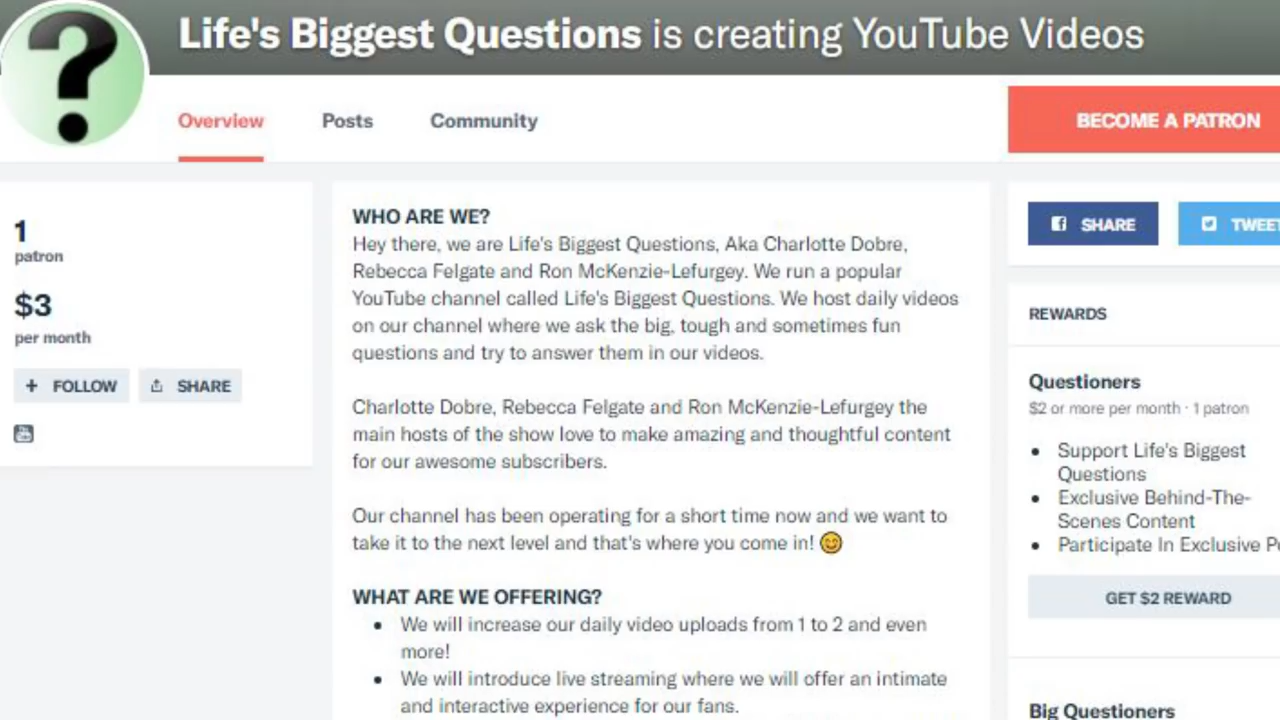 Life's Biggest Questions is creating YouTube Videos
Overview
Posts
Community
BECOME A PATRON
1
patron
$3
per month
+ FOLLOW
SHARE
WHO ARE WE?
Hey there, we are Life's Biggest Questions, Aka Charlotte Dobre,
Rebecca Felgate and Ron McKenzie-Lefurgey. We run a popular
YouTube channel called Life's Biggest Questions. We host daily videos
on our channel where we ask the big, tough and sometimes fun
questions and try to answer them in our videos.
Charlotte Dobre, Rebecca Felgate and Ron McKenzie-Lefurgey the
main hosts of the show love to make amazing and thoughtful content
for our awesome subscribers.
Our channel has been operating for a short time now and we want to
take it to the next level and that's where you come in! 😊
WHAT ARE WE OFFERING?
• We will increase our daily video uploads from 1 to 2 and even
more!
• We will introduce live streaming where we will offer an intimate
and interactive experience for our fans.
SHARE
TWEET
REWARDS
Questioners
$2 or more per month · 1 patron
• Support Life's Biggest
Questions
• Exclusive Behind-The-
Scenes Content
• Participate In Exclusive
GET $2 REWARD
Big Questioners